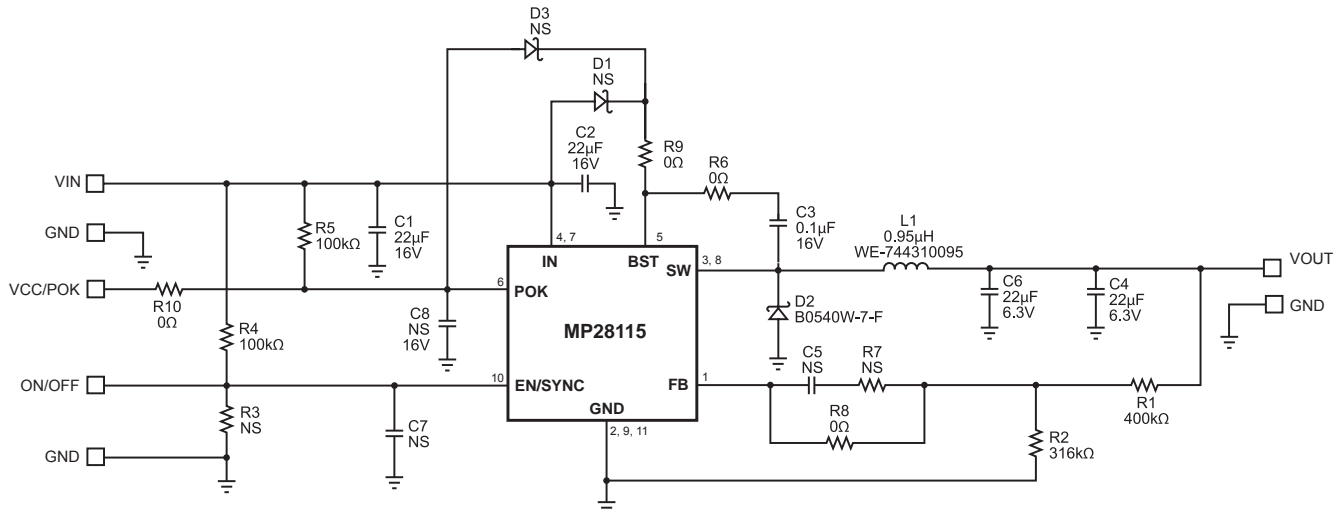 D3
NS
D1
NS
C2
22µF
16V
R9
0Ω
R6
0Ω
VIN
GND
R5
100kΩ
C1
22µF
16V
C3
0.1µF
16V
L1
0.95µH
WE-744310095
4, 7
5
IN
BST
SW
3, 8
VOUT
VCC/POK
R10
0Ω
6
POK
C8
NS
16V
MP28115
D2
B0540W-7-F
C6
22µF
6.3V
C4
22µF
6.3V
GND
R4
100kΩ
ON/OFF
10
EN/SYNC
FB
1
C5
NS
R7
NS
R8
0Ω
R1
400kΩ
R3
NS
C7
NS
GND
2, 9, 11
R2
316kΩ
GND